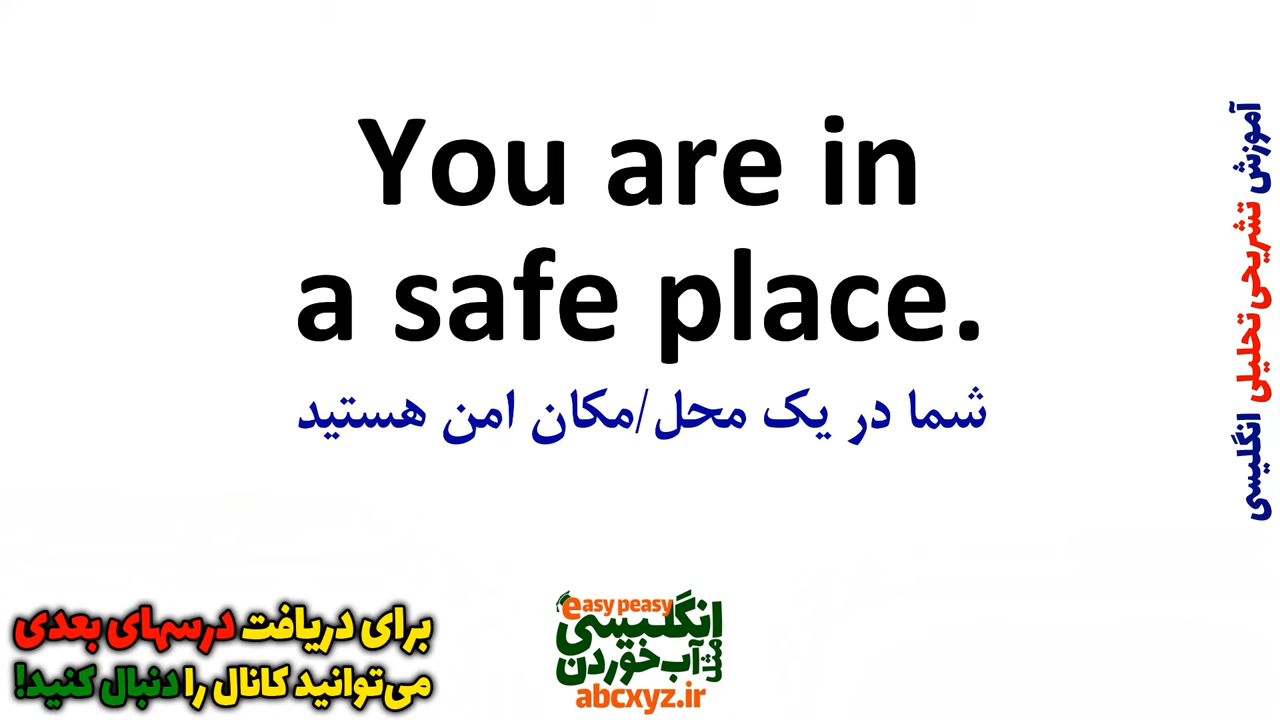 You are in
a safe place.
شما در یک محل/مکان امن هستید
آموزش تشریحی تحلیلی انگلیسی
برای دریافت درسهای بعدی
می‌توانید کانال را دنبال کنید!
easy peasy
انگلیسی
مثل آب خوردن
abcxyz.ir